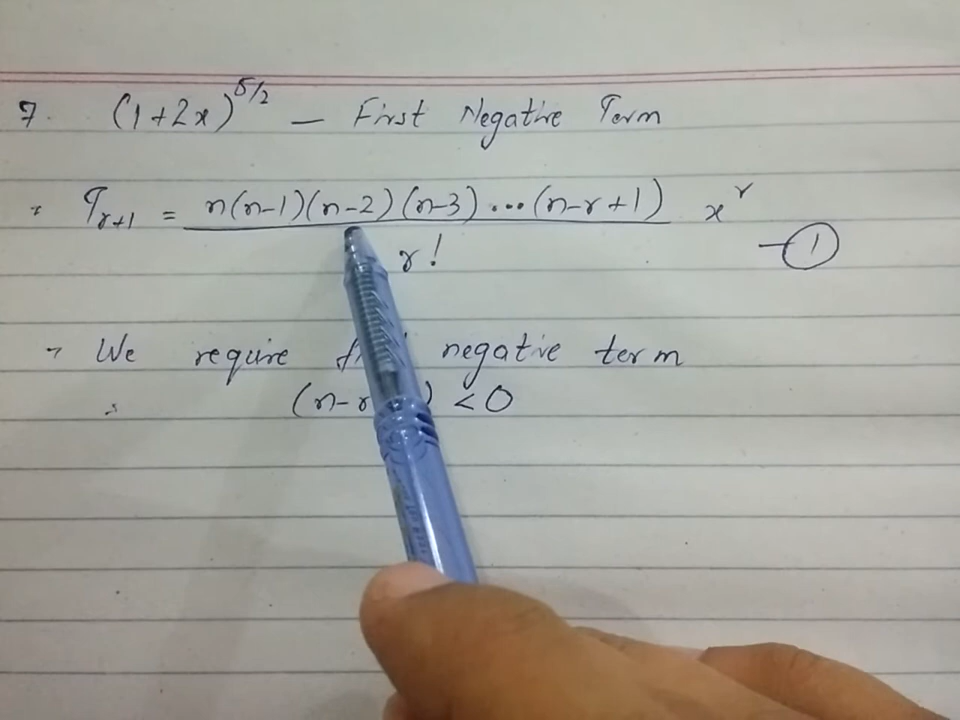 7. (1+2x)^5/2 — First Negative Term
T_r+1 = n(n-1)(n-2)(n-3)...(n-r+1) / r! x^r —①
We require negative term
(n-r ) <0